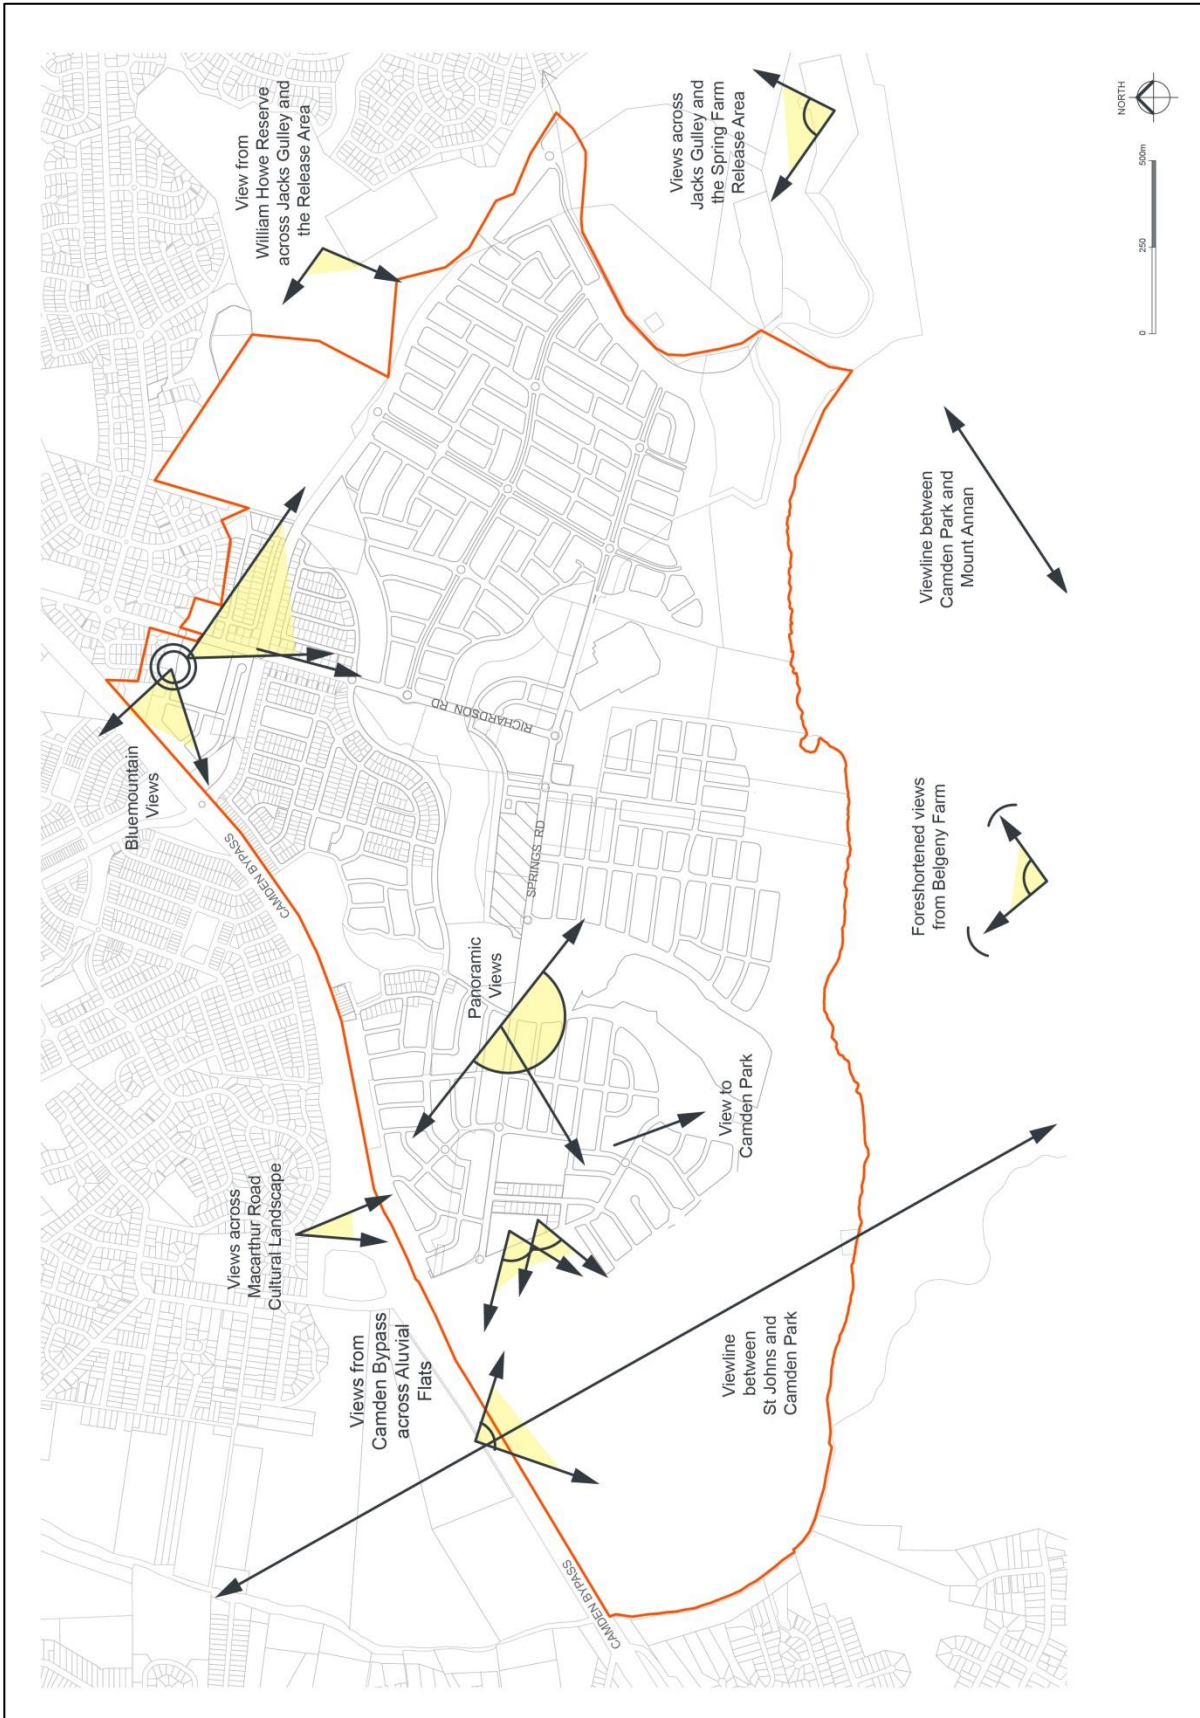 View from
William Howe Reserve
across Jacks Gulley and
the Release Area
Views across
Jacks Gulley and
the Spring Farm
Release Area
NORTH
0
250
500m
Bluemountain
Views
CAMDEN BYPASS
RICHARDSON RD
SPRINGS RD
Viewline between
Camden Park and
Mount Annan
Panoramic
Views
Foreshortened views
from Belgeny Farm
Views across
Macarthur Road
Cultural Landscape
View to
Camden Park
Views from
Camden Bypass
across Aluvial
Flats
Viewline
between
St Johns and
Camden Park
CAMDEN BYPASS